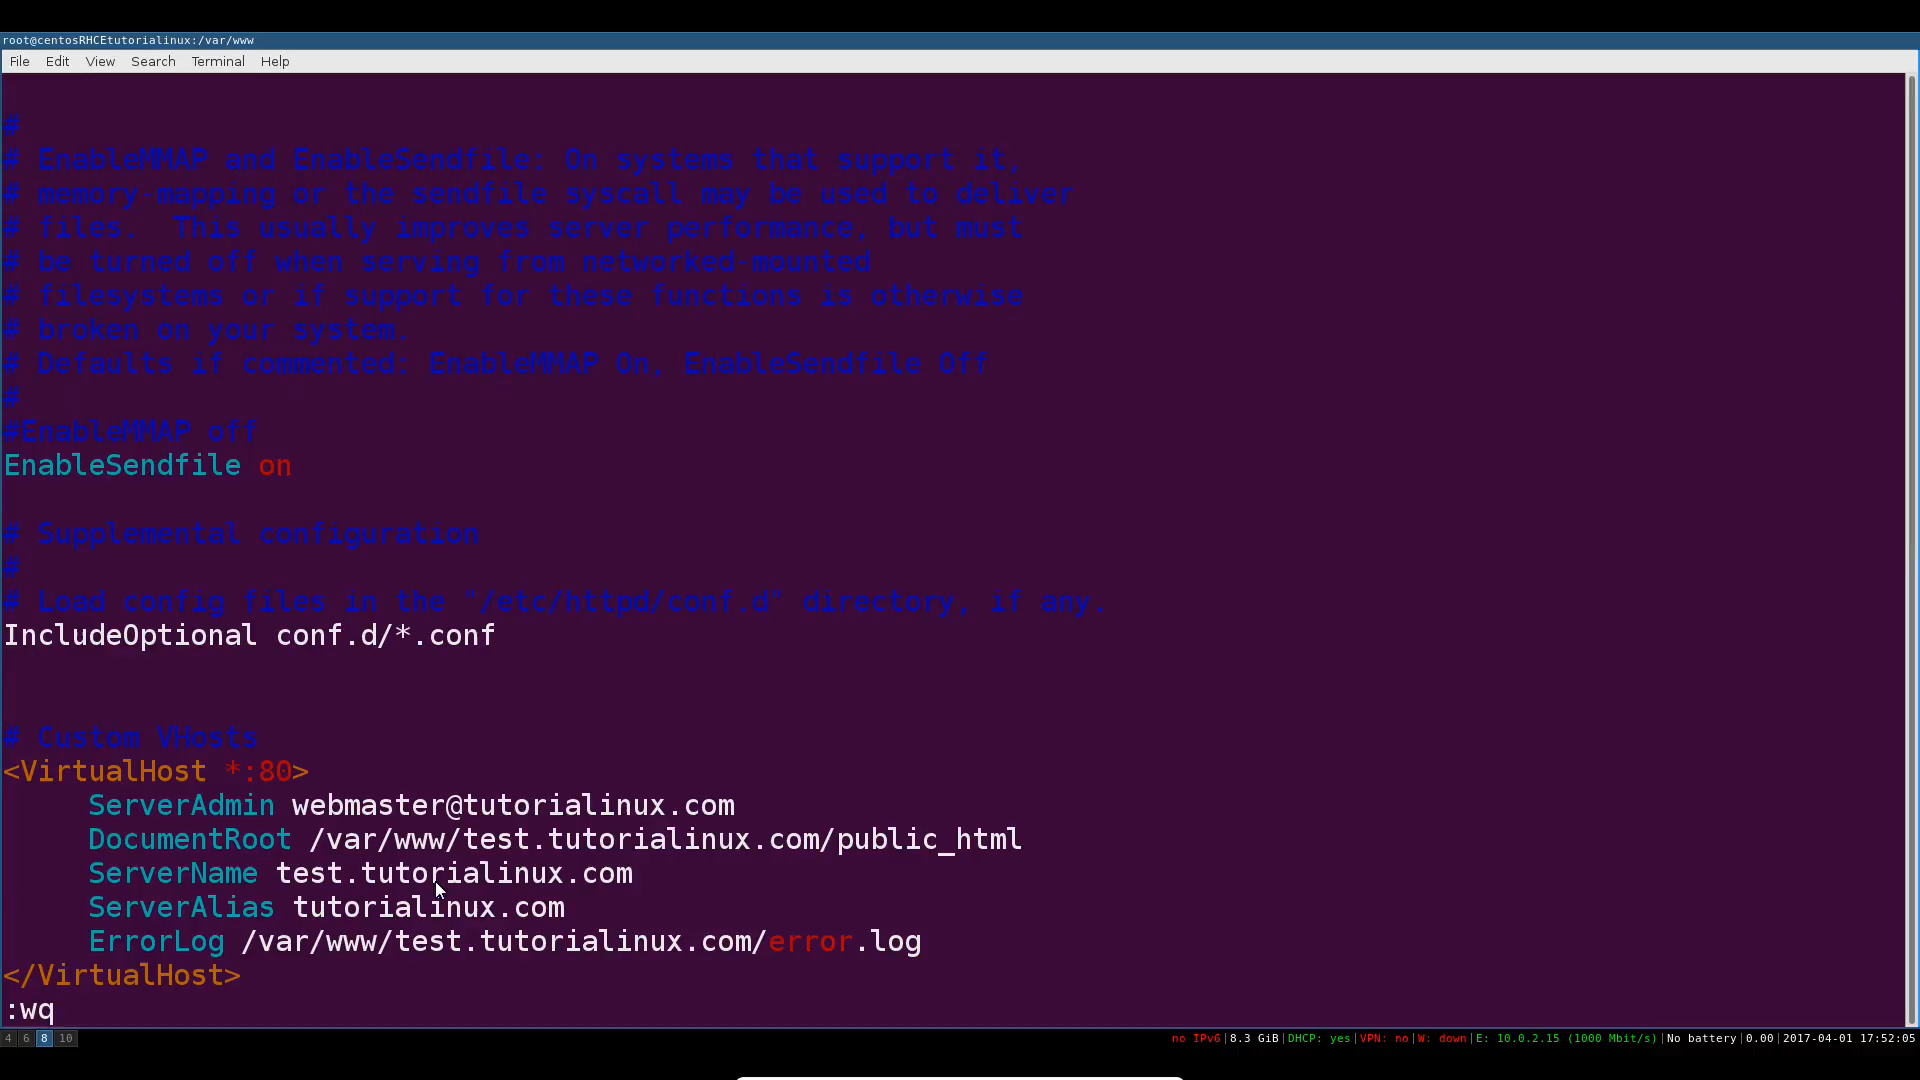 root@centosRHCEtutorialinux:/var/www
File Edit View Search Terminal Help
#
# EnableMMAP and EnableSendfile: On systems that support it,
# memory-mapping or the sendfile syscall may be used to deliver
# files.  This usually improves server performance, but must
# be turned off when serving from networked-mounted
# filesystems or if support for these functions is otherwise
# broken on your system.
# Defaults if commented: EnableMMAP On, EnableSendfile Off
#
#EnableMMAP off
EnableSendfile on
# Supplemental configuration
#
# Load config files in the "/etc/httpd/conf.d" directory, if any.
IncludeOptional conf.d/*.conf
# Custom VHosts
<VirtualHost *:80>
     ServerAdmin webmaster@tutorialinux.com
     DocumentRoot /var/www/test.tutorialinux.com/public_html
     ServerName test.tutorialinux.com
     ServerAlias tutorialinux.com
     ErrorLog /var/www/test.tutorialinux.com/error.log
</VirtualHost>
:wq
4 6 8 10 no IPv6|8.3 GiB|DHCP: yes|VPN: no|W: down|E: 10.0.2.15 (1000 Mbit/s)|No battery|0.00|2017-04-01 17:52:05